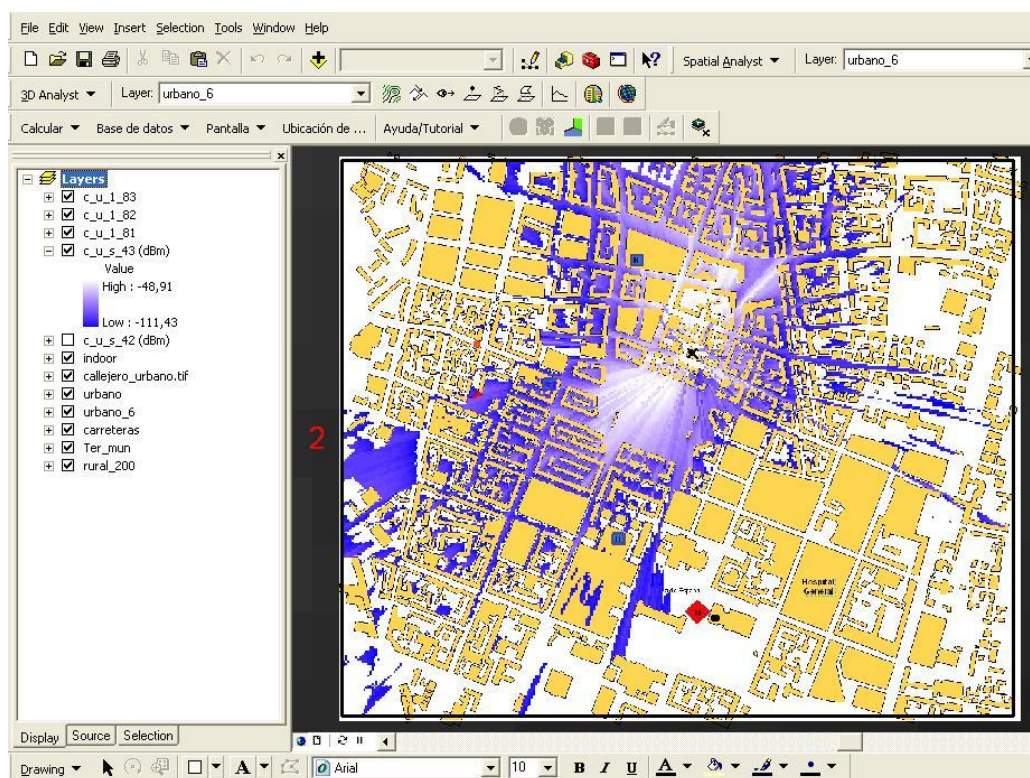 File Edit View Insert Selection Tools Window Help
Spatial Analyst Layer: urbano_6
3D Analyst Layer: urbano_6
Calcular Base de datos Pantalla Ubicación de ... Ayuda/Tutorial
Layers
c_u_1_83
c_u_1_82
c_u_1_81
c_u_s_43 (dBm)
Value
High : -48,91
Low : -111,43
c_u_s_42 (dBm)
indoor
callejero_urbano.tif
urbano
urbano_6
carreteras
Ter_mun
rural_200
2
Hospital
General
Display Source Selection
Drawing A Arial 10 B I U A